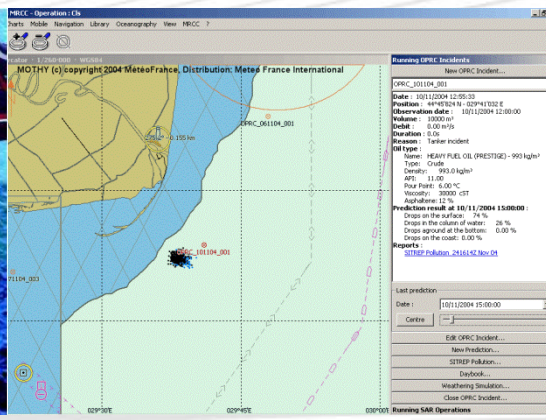 MRCC - Operation : Cls
Charts Mobile Navigation Library Oceanography View MRCC ?
1/260 000 - WGS84
MOTHY (c) copyright 2004 MétéoFrance, Distribution: Meteo France International
OPRC_061104_001
0.155 km
OPRC_101104_001
71104_003
029°30'E
029°45'E
030°00'E
Running OPRC Incidents
New OPRC Incident...
OPRC_101104_001
Date : 10/11/2004 12:55:33
Position : 44°45'824 N - 029°41'032 E
Observation date : 10/11/2004 12:00:00
Volume : 10000 m³
Debit : 0.00 m³/s
Duration : 0.0s
Reason : Tanker incident
Oil type :
Name: HEAVY FUEL OIL (PRESTIGE) - 993 kg/m³
Type: Crude
Density: 993.0 kg/m³
API: 11.00
Pour Point: 6.00 °C
Viscosity: 30000 cST
Asphaltene: 12 %
Prediction result at 10/11/2004 15:00:00 :
Drops on the surface: 74 %
Drops in the column of water: 26 %
Drops aground at the bottom: 0.00 %
Drops on the coast: 0.00 %
Reports :
SITREP Pollution_241614Z Nov 04
Last prediction
Date : 10/11/2004 15:00:00
Centre
Edit OPRC Incident...
New Prediction...
SITREP Pollution...
Daybook...
Weathering Simulation...
Close OPRC Incident...
Running SAR Operations